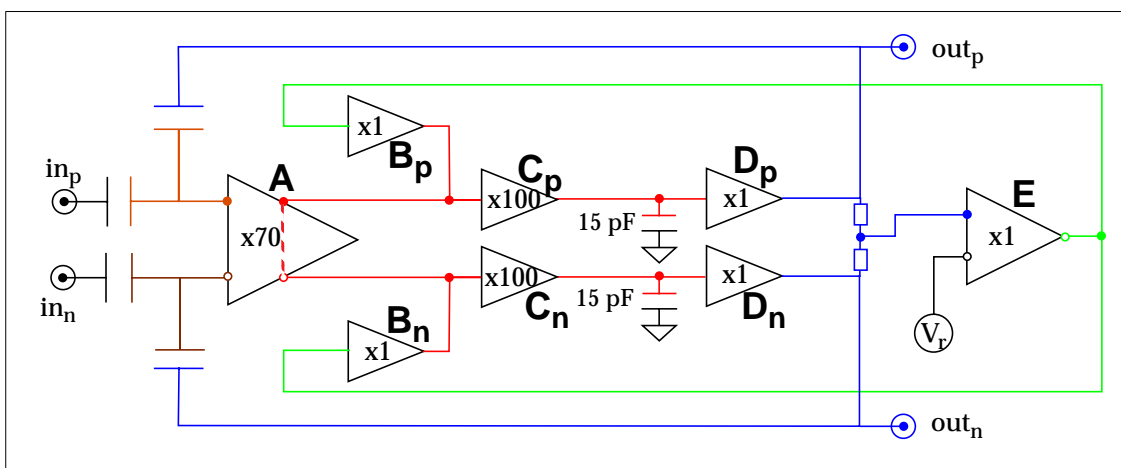 out_p
x1
B_p
in_p
A
C_p
D_p
x100
x1
15 pF
E
x70
x1
x100
x1
in_n
15 pF
C_n
D_n
B_n
V_r
x1
out_n